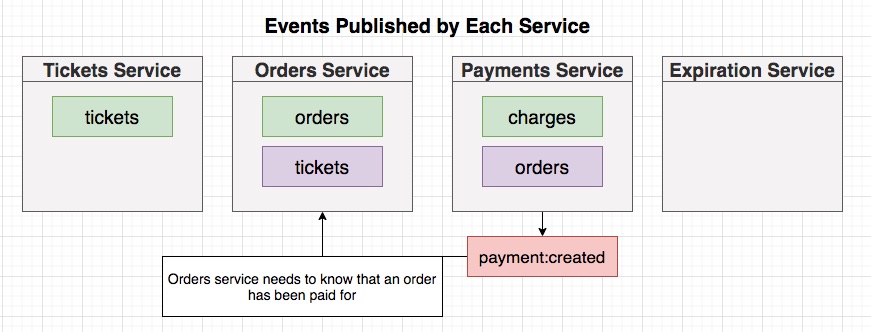 Events Published by Each Service
Tickets Service
Orders Service
Payments Service
Expiration Service
tickets
orders
charges
tickets
orders
payment:created
Orders service needs to know that an order
has been paid for